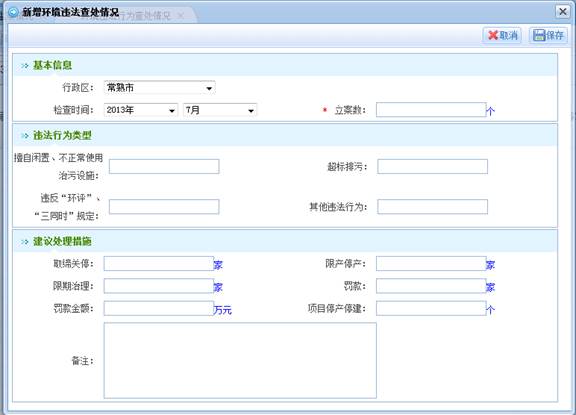 新增环境违法查处情况
取消 保存
基本信息
行政区： 常熟市
检查时间： 2013年 7月 * 立案数： 个
违法行为类型
擅自闲置、不正常使用
治污设施： 超标排污：
违反“环评”、
“三同时”规定： 其他违法行为：
建议处理措施
取缔关停： 家 限产停产： 家
限期治理： 家 罚款： 家
罚款金额： 万元 项目停产停建： 个
备注：